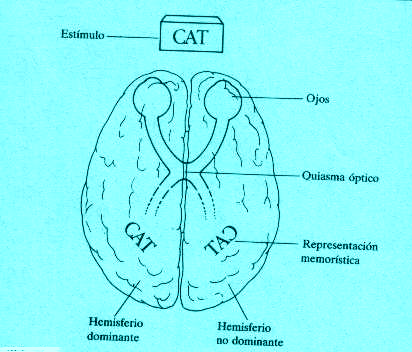 Estímulo
CAT
Ojos
Quiasma óptico
CAT
TAC
Representación
memorística
Hemisferio
dominante
Hemisferio
no dominante